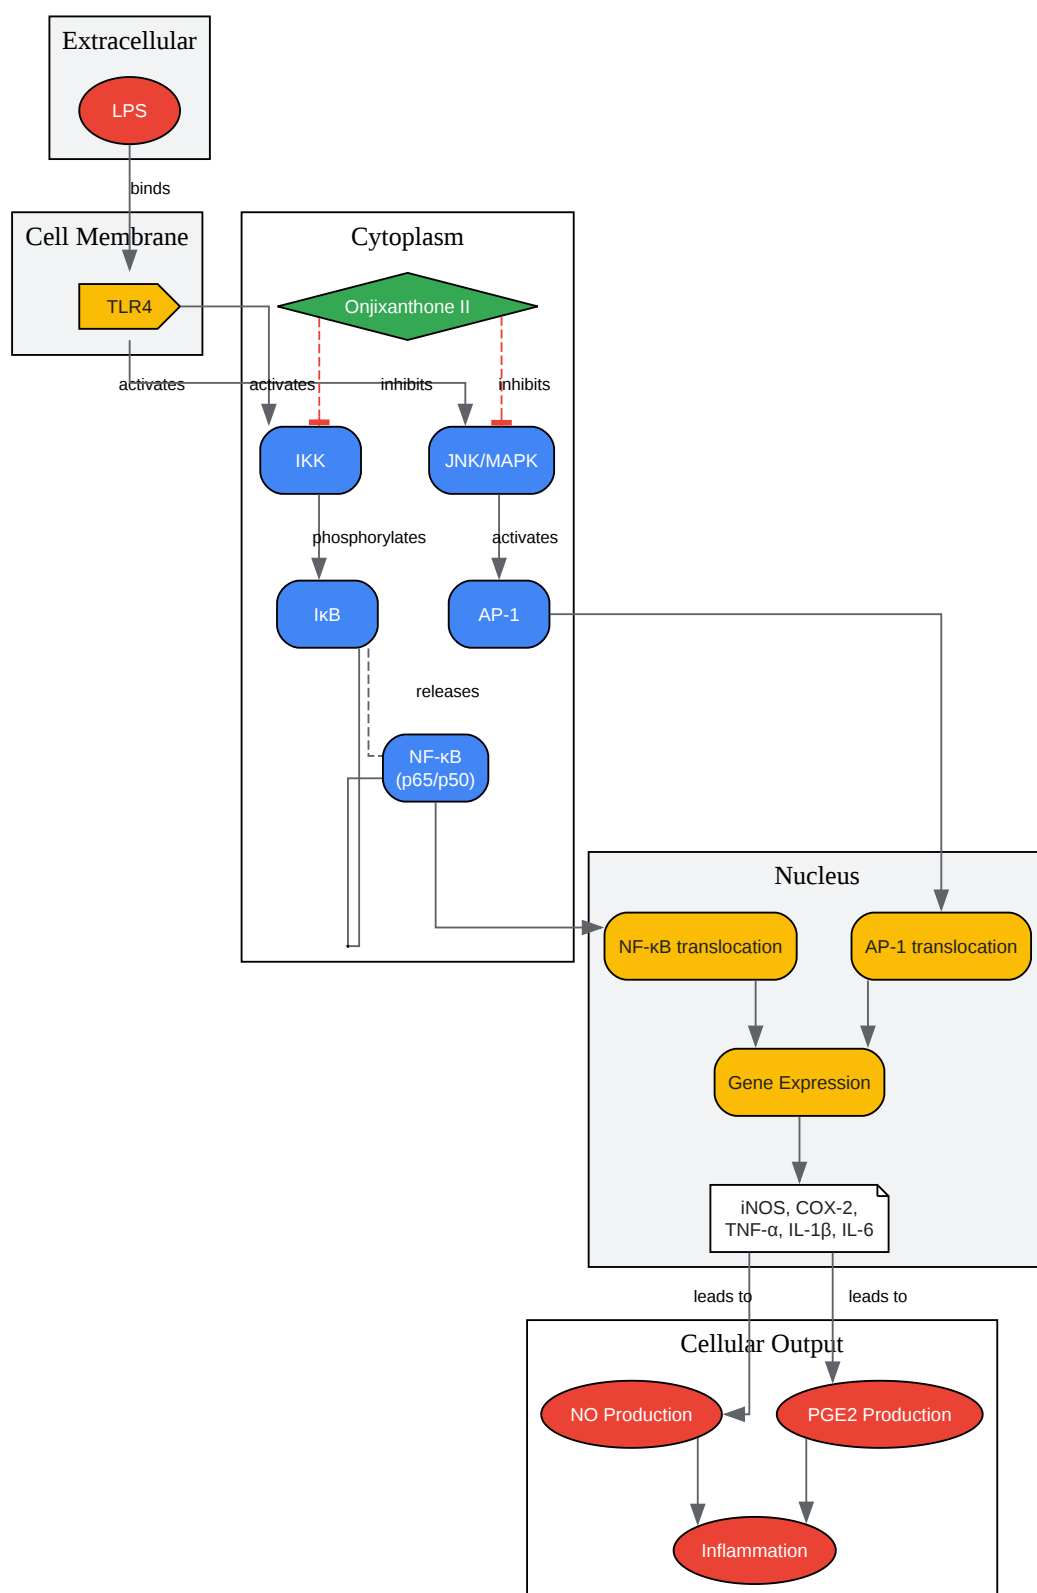 Extracellular
LPS
binds
Cell Membrane
Cytoplasm
TLR4
Onjixanthone II
activates
activates
inhibits
inhibits
IKK
JNK/MAPK
phosphorylates
activates
IκB
AP-1
releases
NF-κB
(p65/p50)
Nucleus
NF-κB translocation
AP-1 translocation
Gene Expression
iNOS, COX-2,
TNF-α, IL-1β, IL-6
leads to
leads to
Cellular Output
NO Production
PGE2 Production
Inflammation